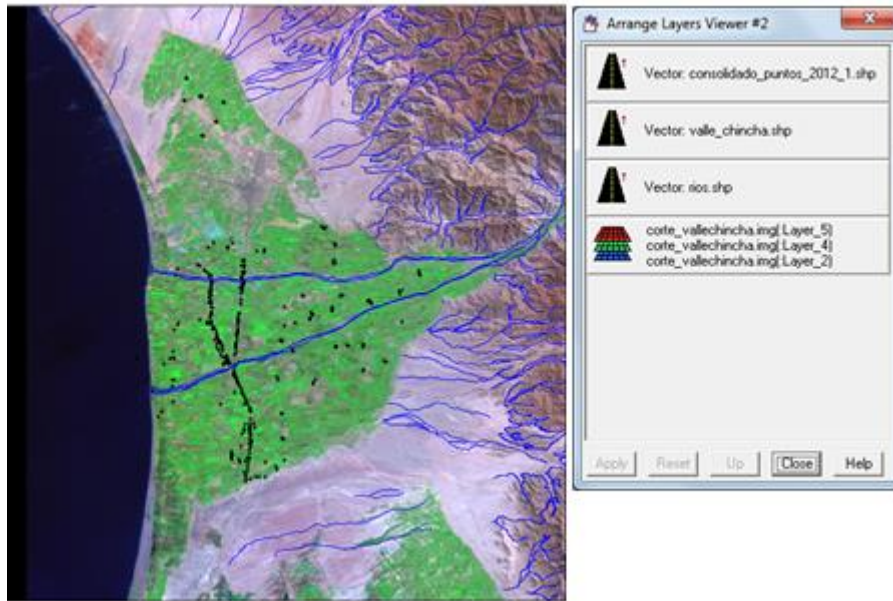 Arrange Layers Viewer #2
Vector: consolidado_puntos_2012_1.shp
Vector: valle_chincha.shp
Vector: rios.shp
corte_vallechincha.img(:Layer_5)
corte_vallechincha.img(:Layer_4)
corte_vallechincha.img(:Layer_2)
Apply
Reset
Up
Close
Help